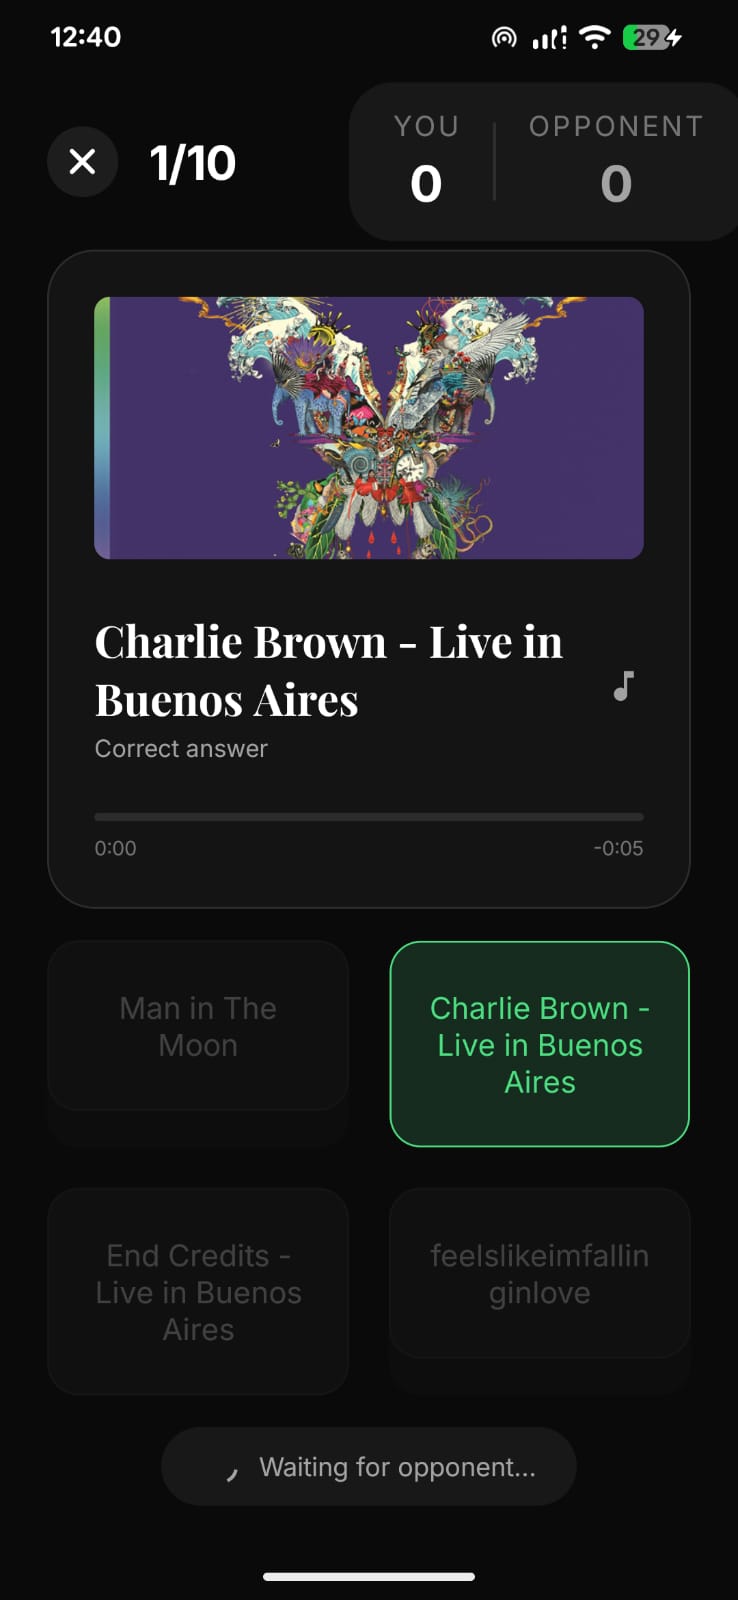 12:40
29
1/10
YOU
OPPONENT
0
0
Charlie Brown - Live in
Buenos Aires
Correct answer
0:00
-0:05
Man in The
Moon
Charlie Brown -
Live in Buenos
Aires
End Credits -
Live in Buenos
Aires
feelslikeimfallin
ginlove
Waiting for opponent...